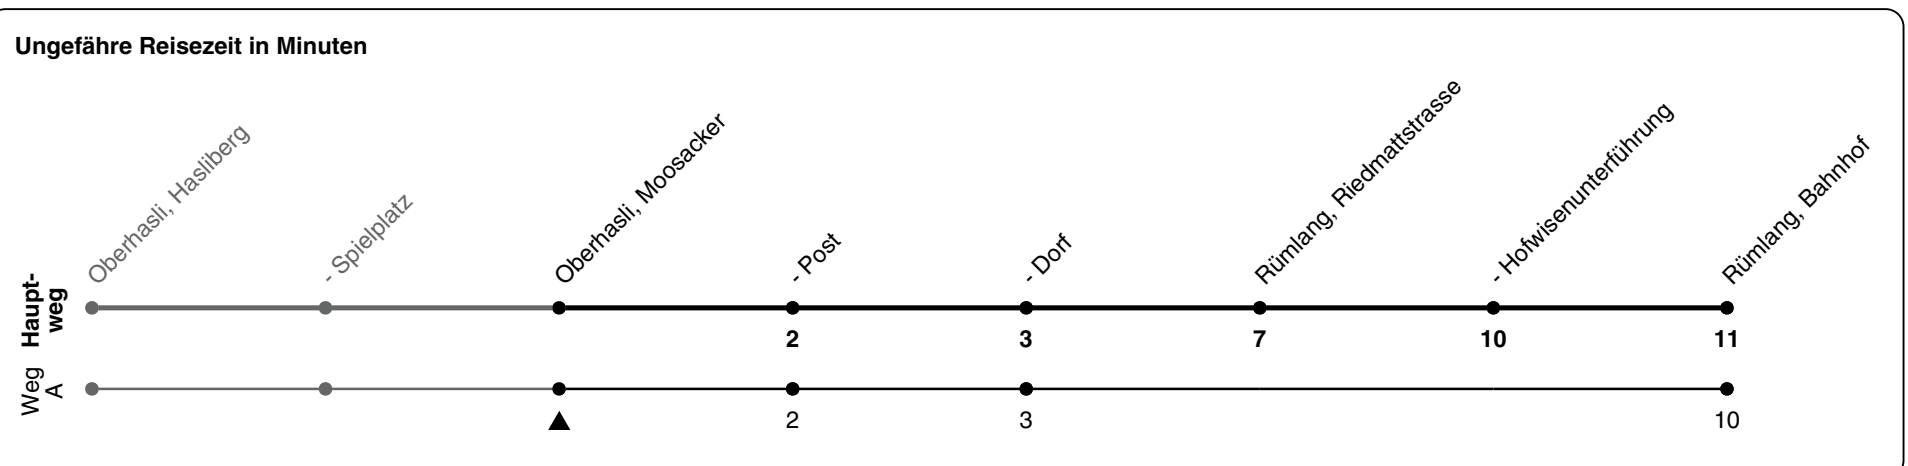 Ungefähre Reisezeit in Minuten
Oberhasli, Hasliberg
- Spielplatz
Oberhasli, Moosacker
- Post
- Dorf
Rümlang, Riedmattstrasse
- Hofwisenunterführung
Rümlang, Bahnhof
Haupt-
weg
2 3 7 10 11
Weg
A
2 3 10